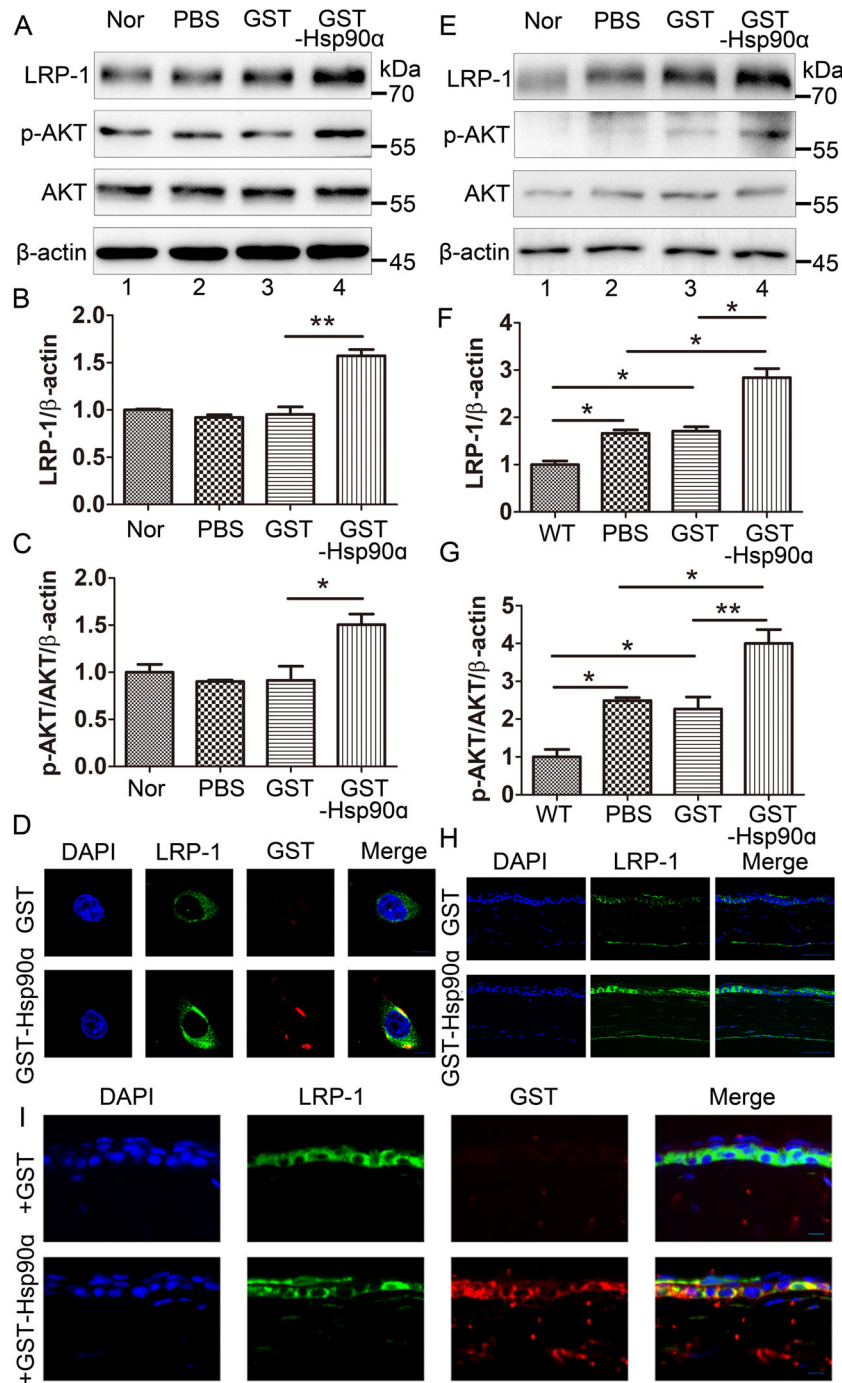 A
Nor PBS GST GST
-Hsp90α
LRP-1
kDa
70
p-AKT
55
AKT
55
β-actin
45
1 2 3 4
B
LRP-1/β-actin
2.0
1.5
1.0
0.5
0.0
**
Nor PBS GST GST
-Hsp90α
C
p-AKT/AKT/β-actin
2.0
1.5
1.0
0.5
0.0
*
Nor PBS GST GST
-Hsp90α
D
DAPI LRP-1 GST Merge
GST
GST-Hsp90α
E
Nor PBS GST GST
-Hsp90α
LRP-1
kDa
70
p-AKT
55
AKT
55
β-actin
45
1 2 3 4
F
LRP-1/β-actin
4
3
2
1
0
*
*
*
*
WT PBS GST GST
-Hsp90α
G
p-AKT/AKT/β-actin
5
4
3
2
1
0
*
**
*
*
WT PBS GST GST
-Hsp90α
H
DAPI LRP-1 Merge
GST
GST-Hsp90α
I
DAPI LRP-1 GST Merge
+GST
+GST-Hsp90α